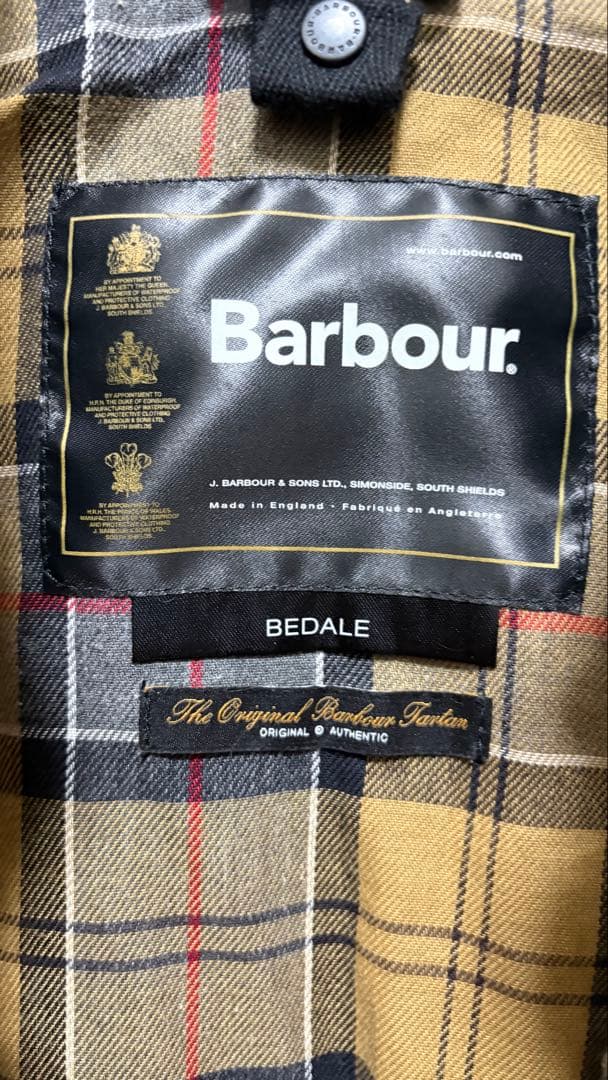 BARBOUR · BARBOUR
www.barbour.com
BY APPOINTMENT TO
HER MAJESTY THE QUEEN
MANUFACTURERS OF WATERPROOF
AND PROTECTIVE CLOTHING
J. BARBOUR & SONS LTD.
SOUTH SHIELDS
Barbour®
BY APPOINTMENT TO
H.R.H. THE DUKE OF EDINBURGH
MANUFACTURERS OF WATERPROOF
AND PROTECTIVE CLOTHING
J. BARBOUR & SONS LTD.
SOUTH SHIELDS
BY APPOINTMENT TO
H.R.H. THE PRINCE OF WALES
MANUFACTURERS OF WATERPROOF
AND PROTECTIVE CLOTHING
J. BARBOUR & SONS LTD.
SOUTH SHIELDS
J. BARBOUR & SONS LTD., SIMONSIDE, SOUTH SHIELDS
Made in England · Fabriqué en Angleterre
BEDALE
The Original Barbour Tartan
ORIGINAL © AUTHENTIC